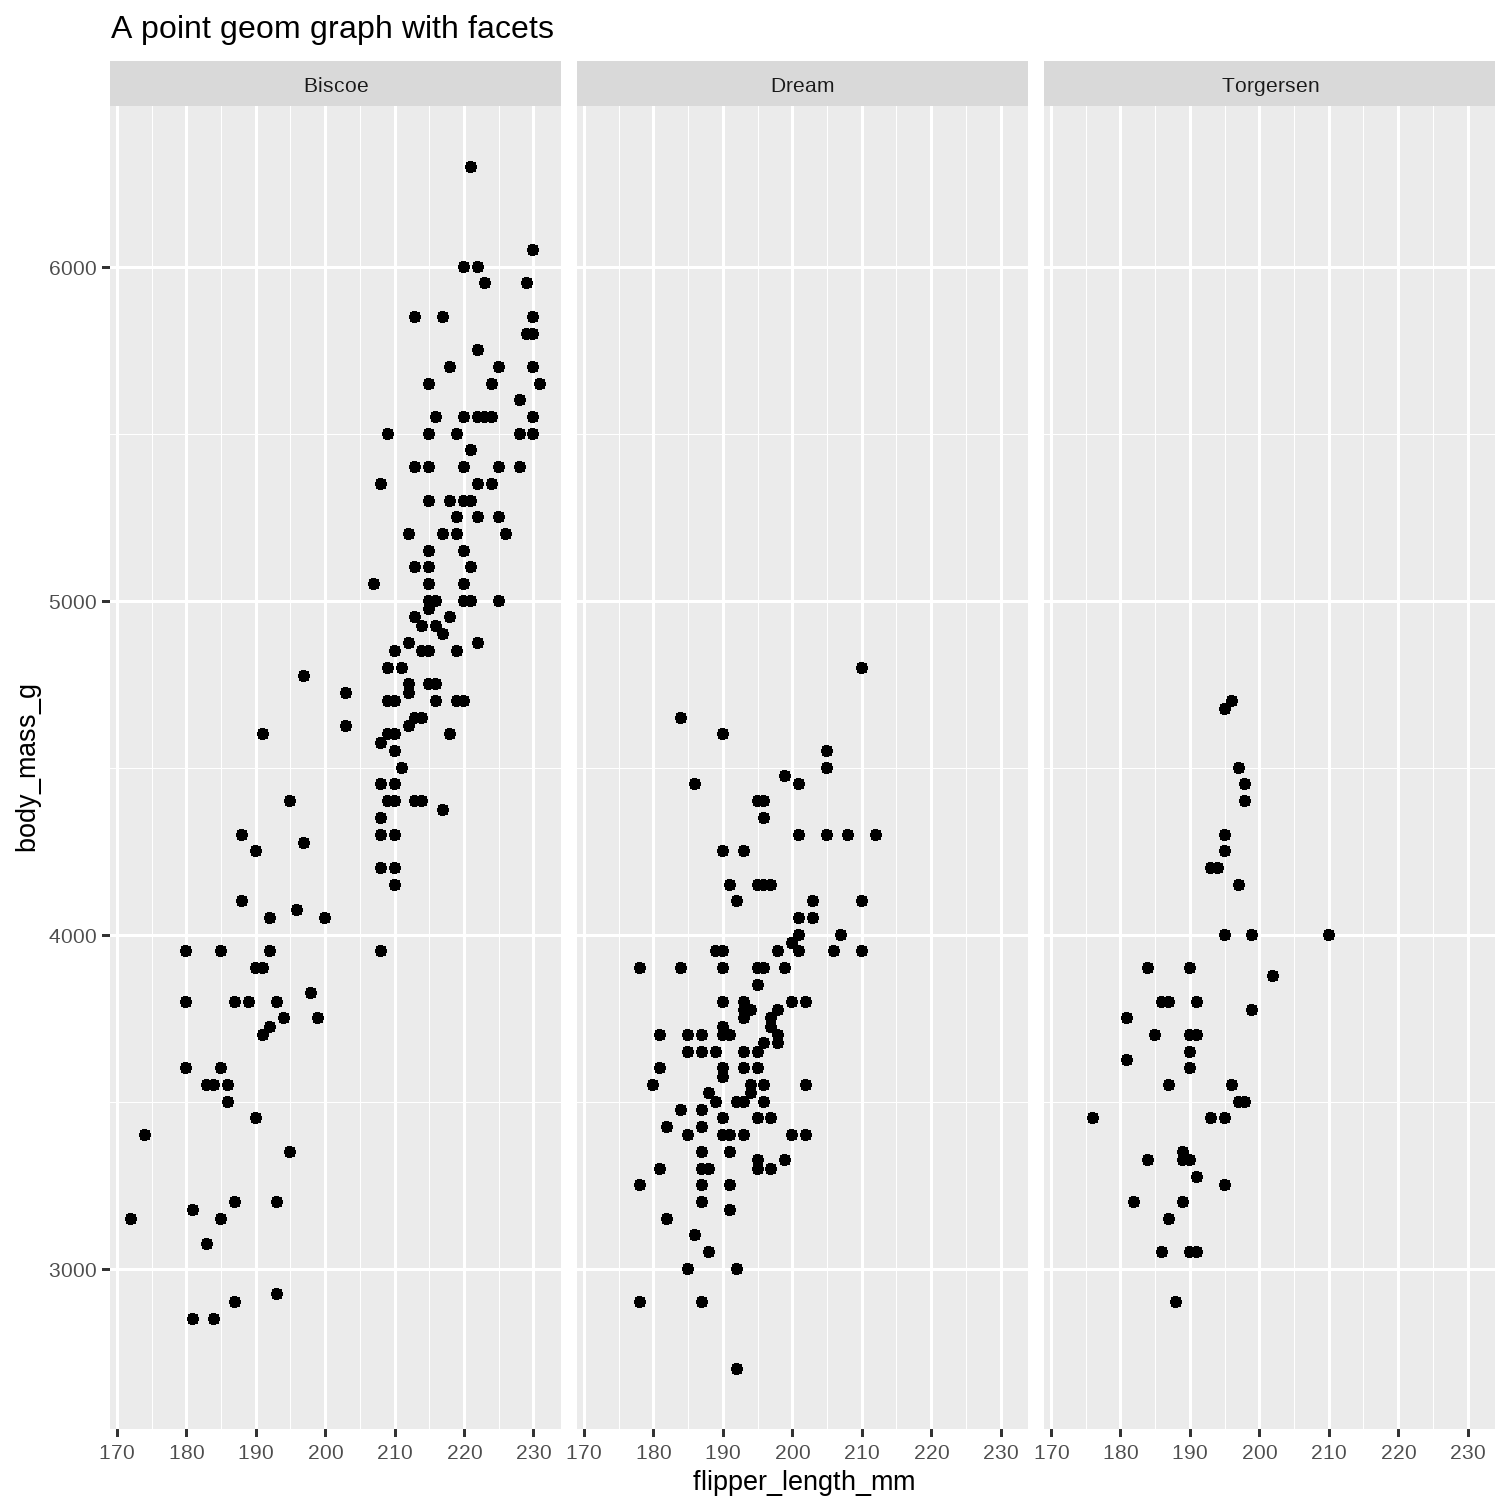 A point geom graph with facets
Biscoe Dream Torgersen
6000
5000
4000
3000
body_mass_g
170 180 190 200 210 220 230 170 180 190 200 210 220 230 170 180 190 200 210 220 230
flipper_length_mm